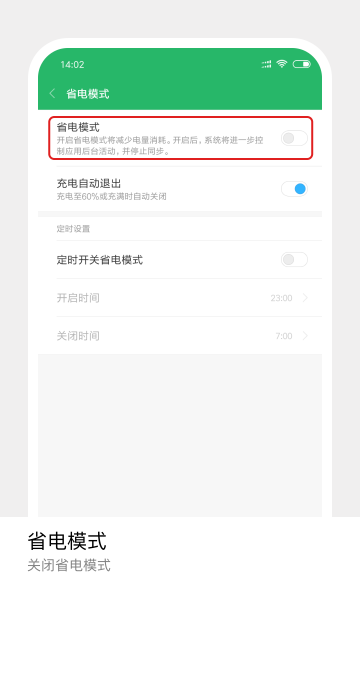 14:02
省电模式
省电模式
开启省电模式将减少电量消耗。开启后，系统将进一步控
制应用后台活动，并停止同步。
充电自动退出
充电至60%或充满时自动关闭
定时设置
定时开关省电模式
开启时间 23:00
关闭时间 7:00
省电模式
关闭省电模式